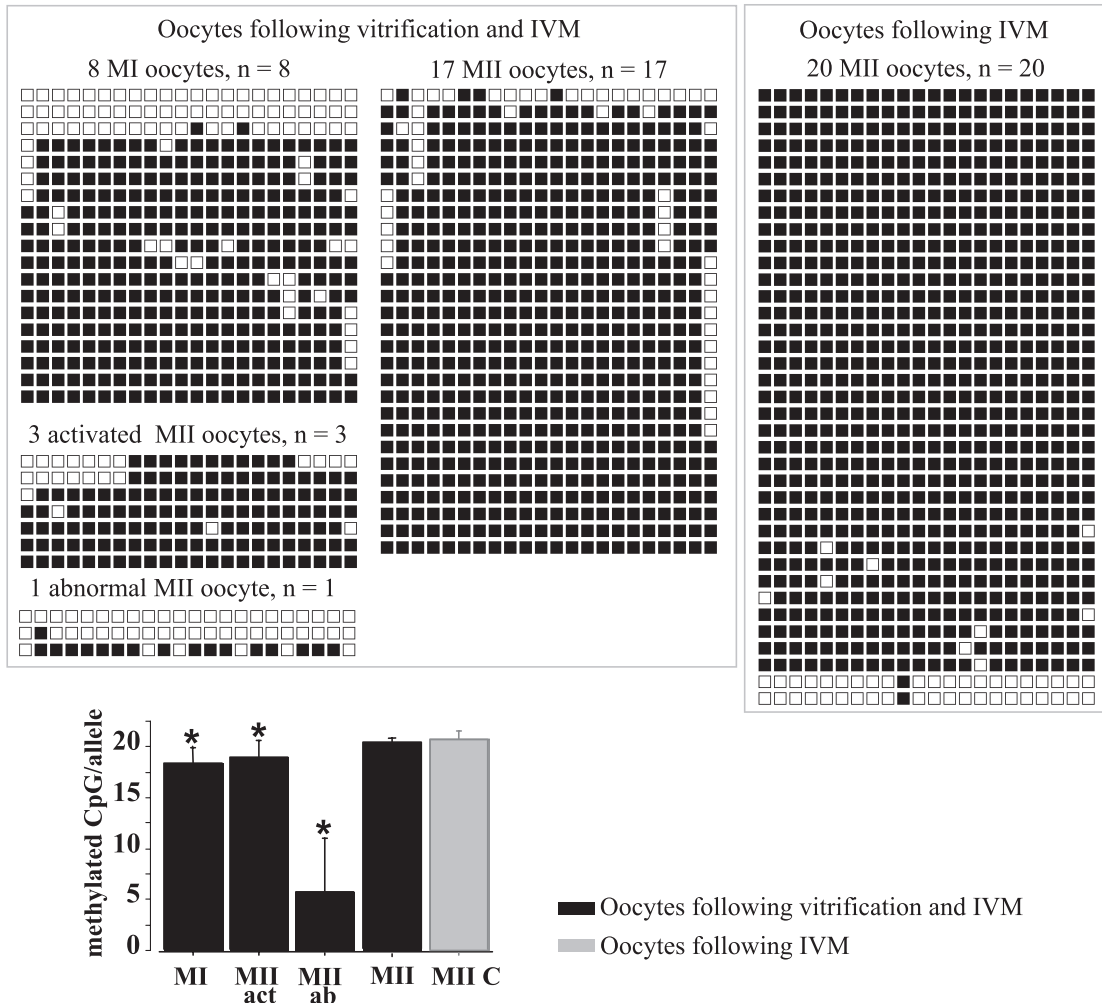 Oocytes following vitrification and IVM
8 MI oocytes, n = 8
17 MII oocytes, n = 17
3 activated MII oocytes, n = 3
1 abnormal MII oocyte, n = 1
Oocytes following IVM
20 MII oocytes, n = 20
methylated CpG/allele
20
15
10
5
0
* * *
MI
MII act
MII ab
MII
MII C
Oocytes following vitrification and IVM
Oocytes following IVM